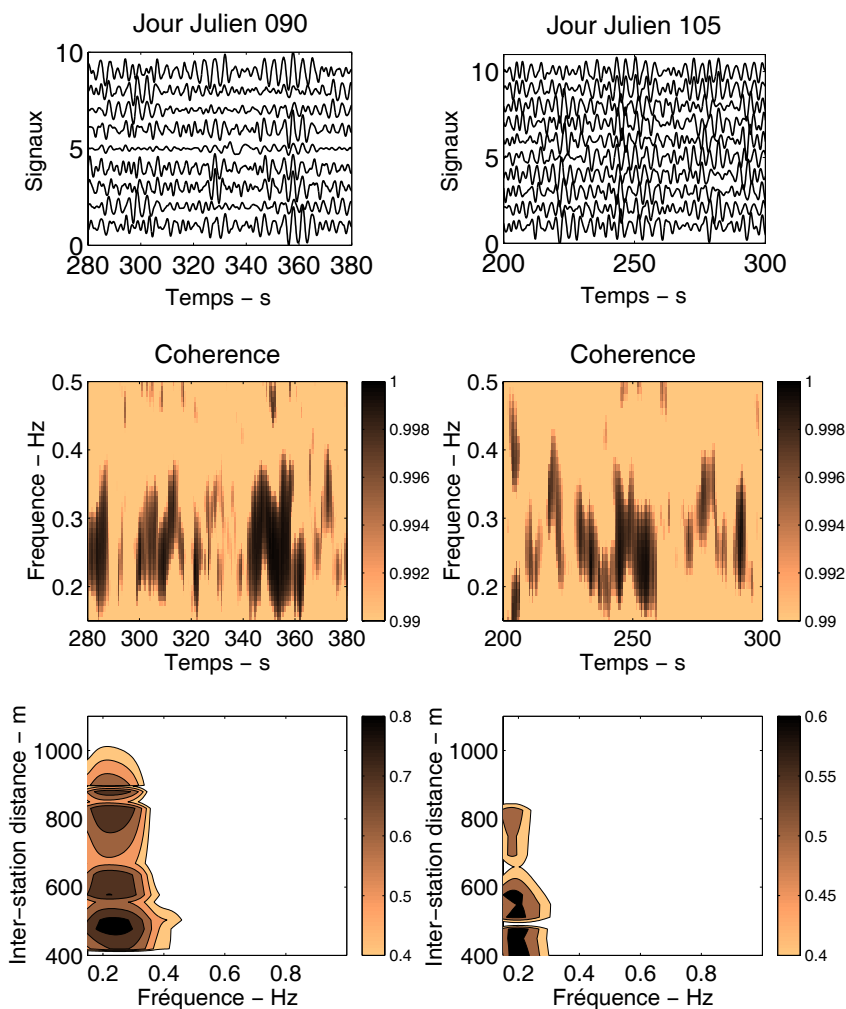 Jour Julien 090
Jour Julien 105
Signaux
10
5
0
280 300 320 340 360 380
Temps – s
Signaux
10
5
0
200 250 300
Temps – s
Coherence
Coherence
Frequence – Hz
0.5
0.4
0.3
0.2
280 300 320 340 360 380
Temps – s
1
0.998
0.996
0.994
0.992
0.99
Frequence – Hz
0.5
0.4
0.3
0.2
200 250 300
Temps – s
1
0.998
0.996
0.994
0.992
0.99
Inter–station distance – m
1000
800
600
400
0.2 0.4 0.6 0.8
Fréquence – Hz
0.8
0.7
0.6
0.5
0.4
Inter–station distance – m
1000
800
600
400
0.2 0.4 0.6 0.8
Fréquence – Hz
0.6
0.55
0.5
0.45
0.4